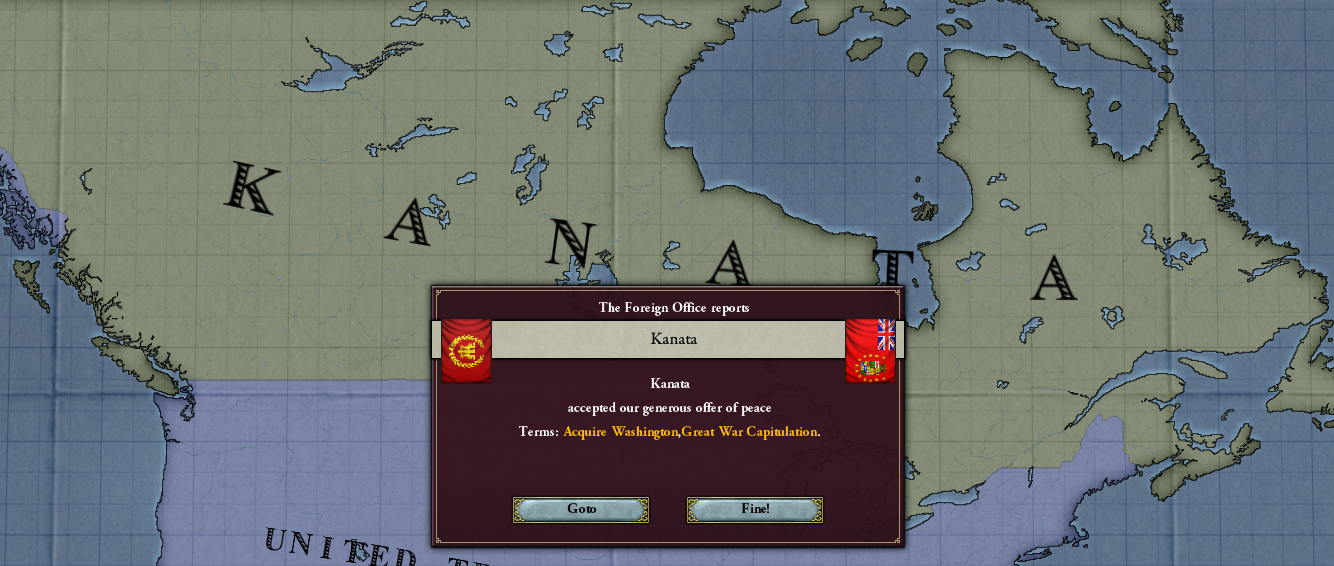 KANATA
The Foreign Office reports
Kanata
Kanata
accepted our generous offer of peace
Terms: Acquire Washington,Great War Capitulation.
Goto Fine!
UNITED